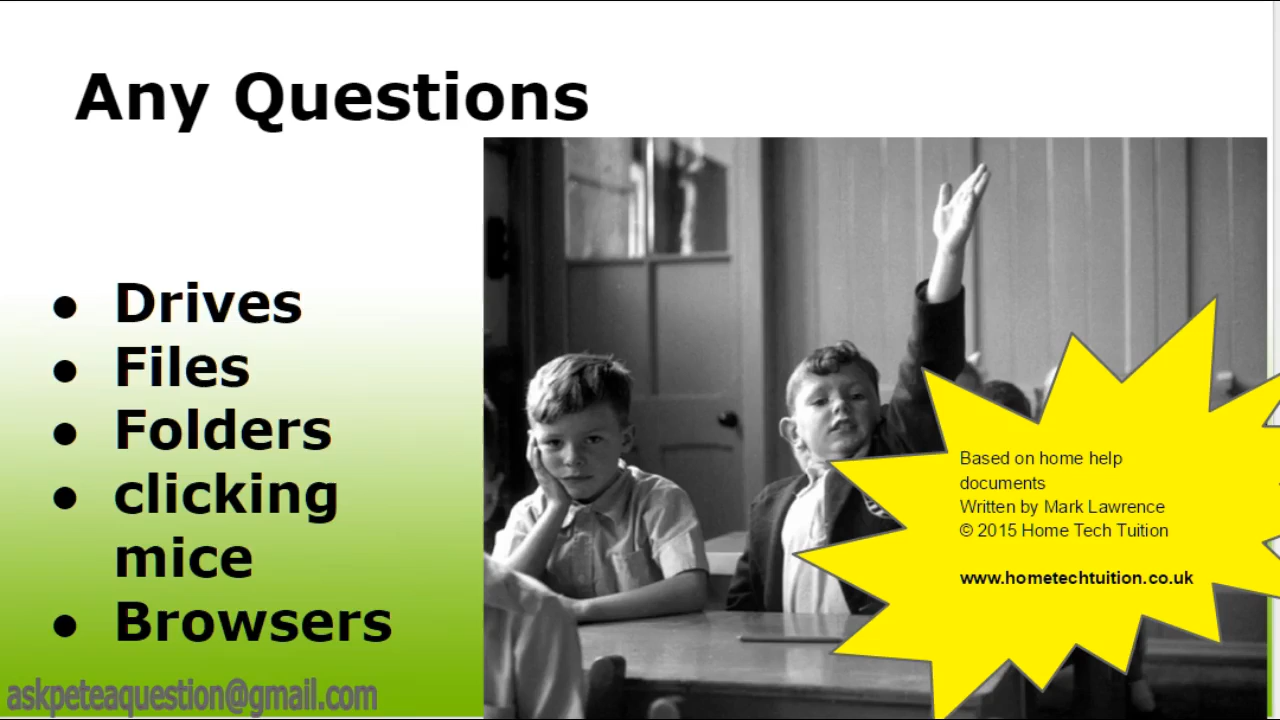 Any Questions
● Drives
● Files
● Folders
● clicking
mice
● Browsers
askpeteaquestion@gmail.com
Based on home help
documents
Written by Mark Lawrence
© 2015 Home Tech Tuition
www.hometechtuition.co.uk